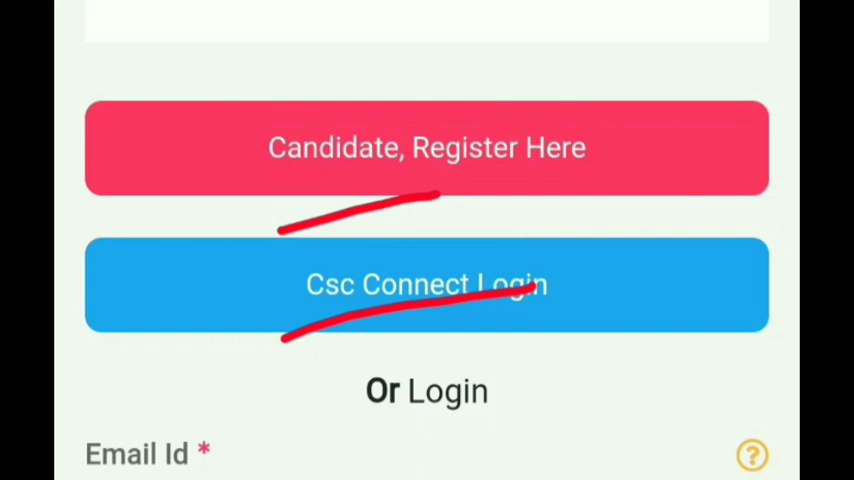 Candidate, Register Here
Csc Connect Login
Or Login
Email Id *
?